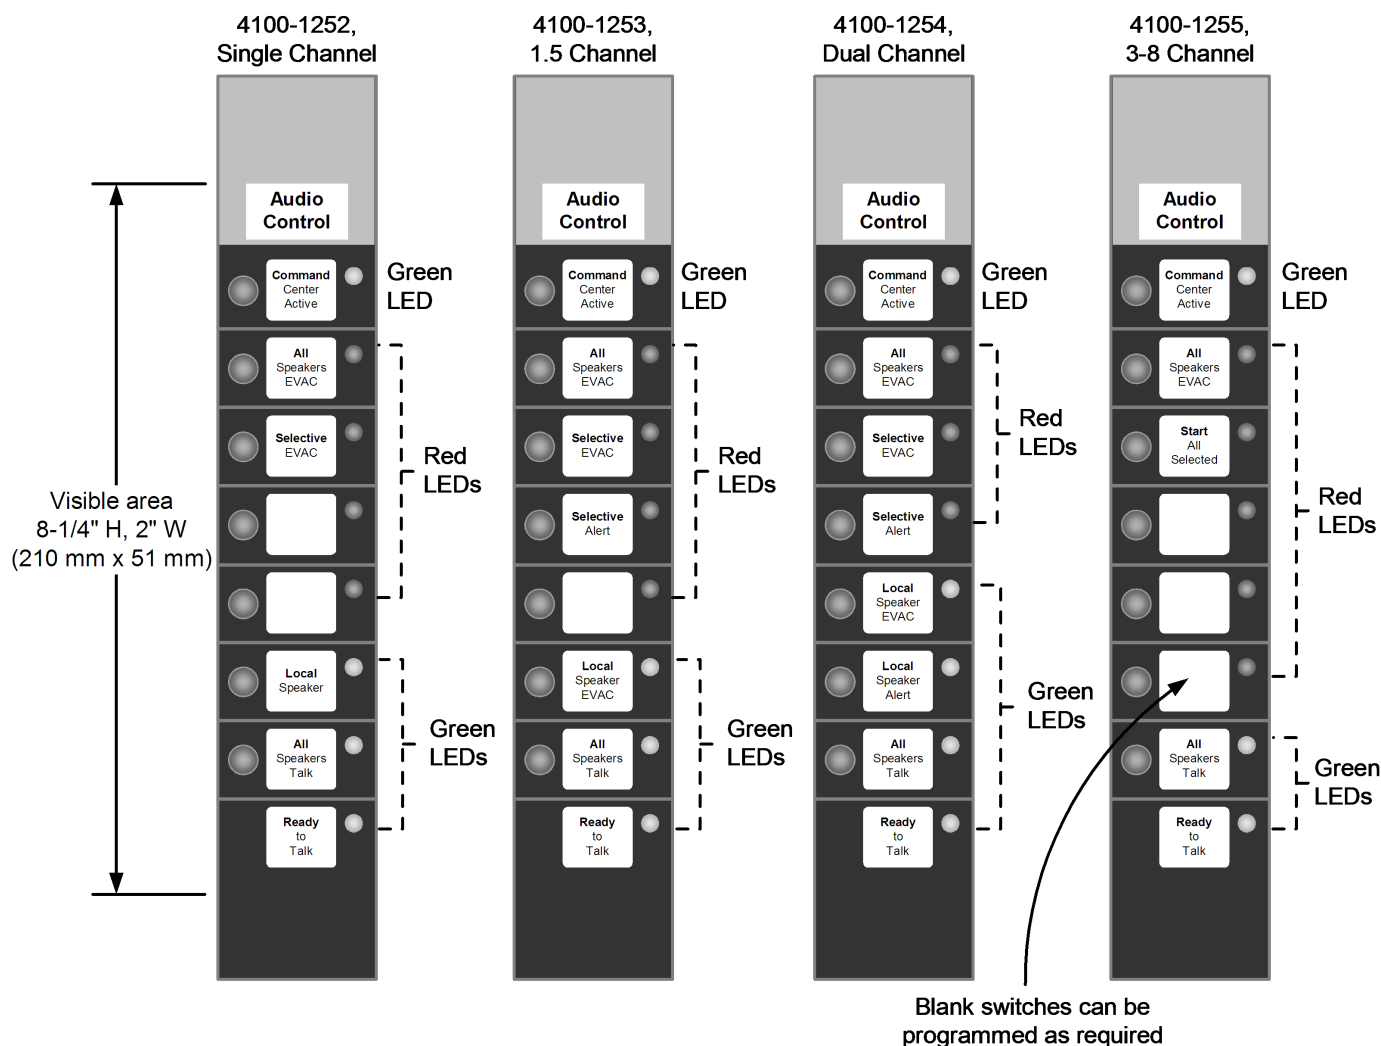 4100-1252,
Single Channel
4100-1253,
1.5 Channel
4100-1254,
Dual Channel
4100-1255,
3-8 Channel
Visible area
8-1/4" H, 2" W
(210 mm x 51 mm)
Audio
Control
Command
Center
Active
Green
LED
All
Speakers
EVAC
Selective
EVAC
Red
LEDs
Local
Speaker
All
Speakers
Talk
Green
LEDs
Ready
to
Talk
Audio
Control
Command
Center
Active
Green
LED
All
Speakers
EVAC
Selective
EVAC
Red
LEDs
Selective
Alert
Local
Speaker
EVAC
All
Speakers
Talk
Green
LEDs
Ready
to
Talk
Audio
Control
Command
Center
Active
Green
LED
All
Speakers
EVAC
Selective
EVAC
Red
LEDs
Selective
Alert
Local
Speaker
EVAC
Local
Speaker
Alert
Green
LEDs
All
Speakers
Talk
Ready
to
Talk
Audio
Control
Command
Center
Active
Green
LED
All
Speakers
EVAC
Start
All
Selected
Red
LEDs
All
Speakers
Talk
Green
LEDs
Ready
to
Talk
Blank switches can be
programmed as required